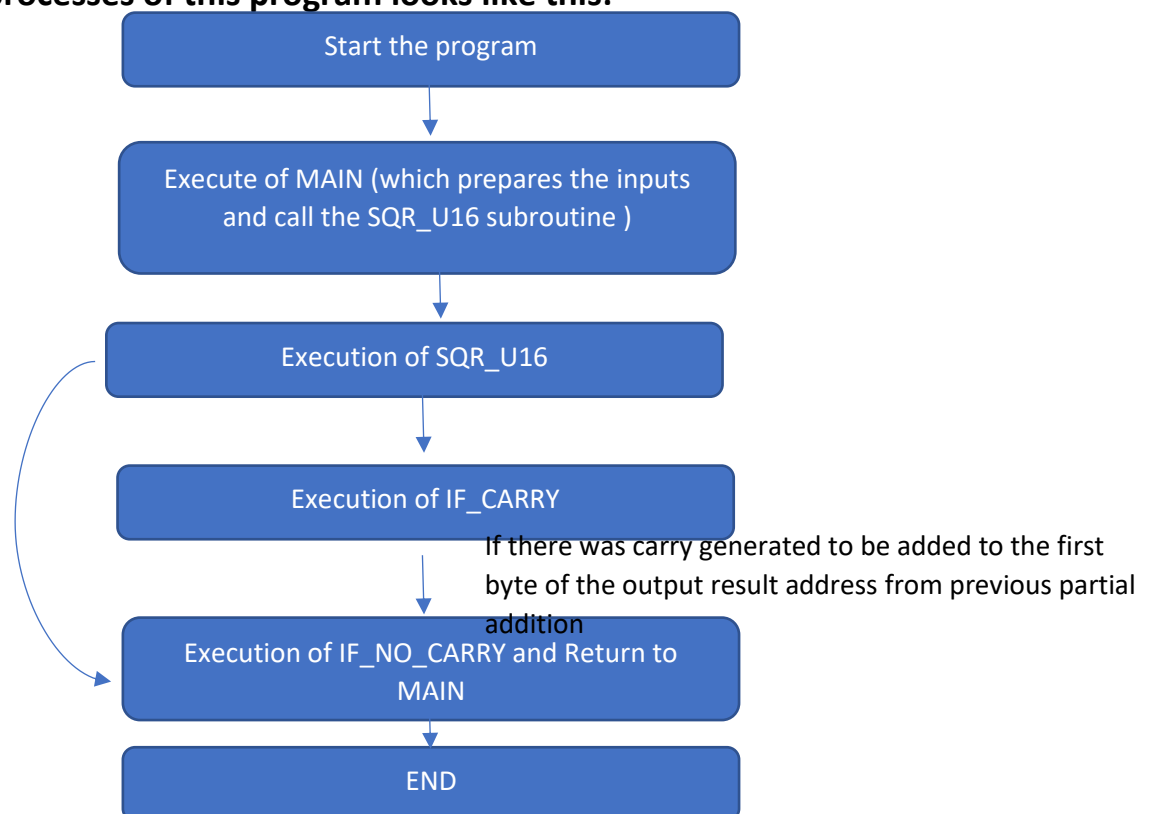 processes of this program looks like this:
Start the program
Execute of MAIN (which prepares the inputs
and call the SQR_U16 subroutine )
Execution of SQR_U16
Execution of IF_CARRY
If there was carry generated to be added to the first
byte of the output result address from previous partial
addition
Execution of IF_NO_CARRY and Return to
MAIN
END